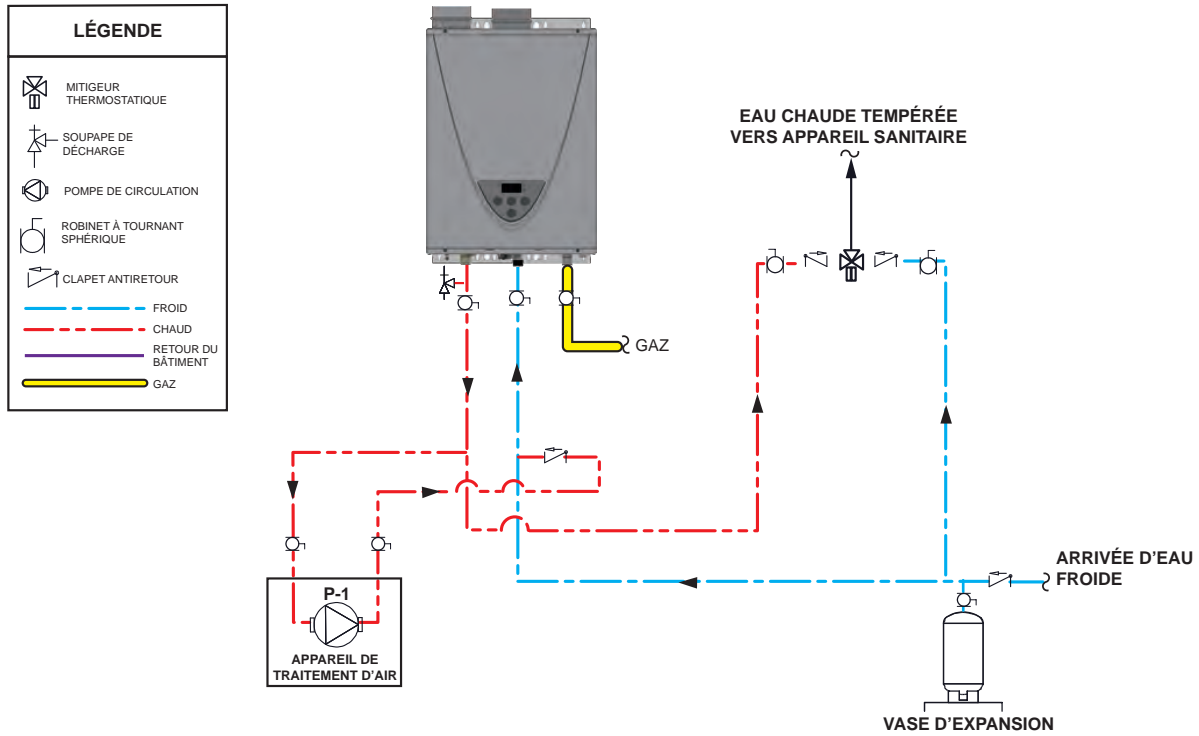 LÉGENDE
MITIGEUR
THERMOSTATIQUE
SOUPAPE DE
DÉCHARGE
POMPE DE CIRCULATION
ROBINET À TOURNANT
SPHÉRIQUE
CLAPET ANTIRETOUR
FROID
CHAUD
RETOUR DU
BÂTIMENT
GAZ
EAU CHAUDE TEMPÉRÉE
VERS APPAREIL SANITAIRE
GAZ
ARRIVÉE D'EAU
FROIDE
P-1
APPAREIL DE
TRAITEMENT D'AIR
VASE D'EXPANSION